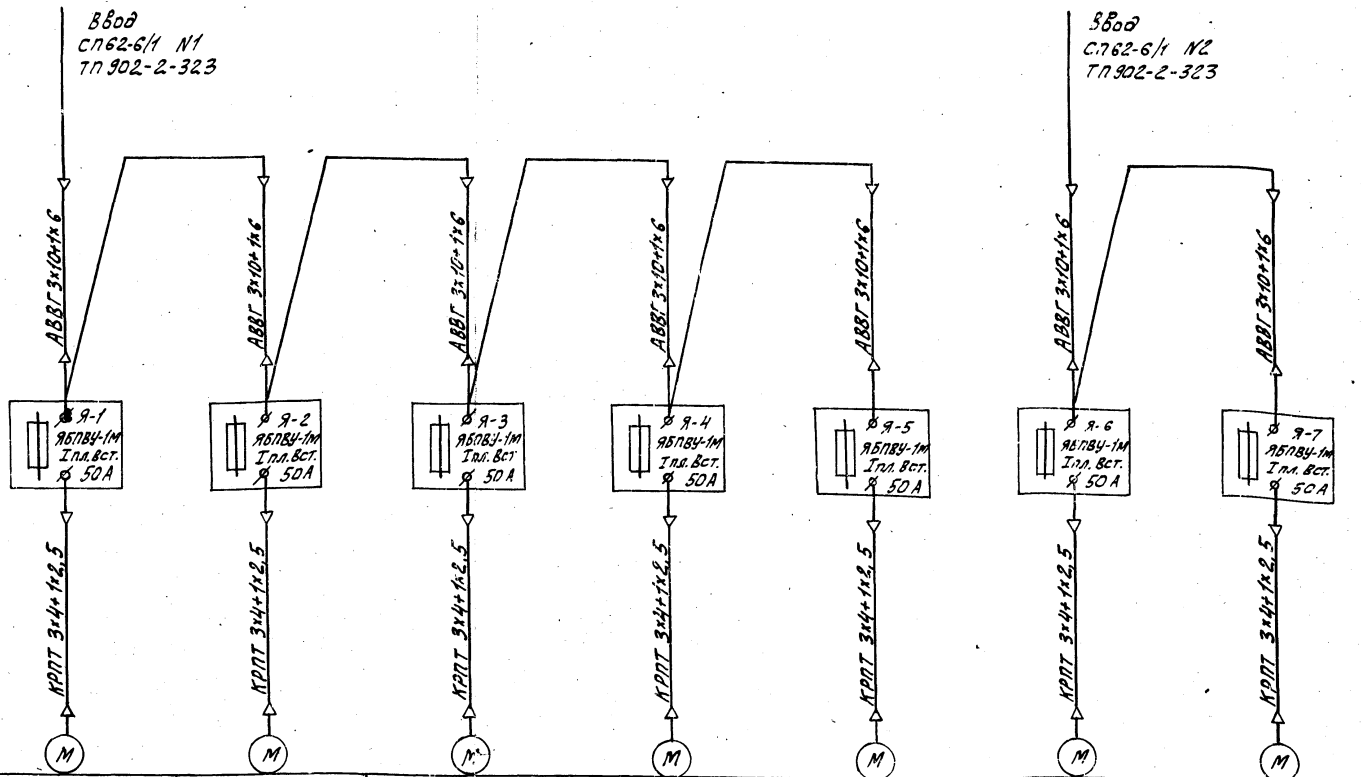 Ввод
СП62-6/1 N1
ТП902-2-323
Ввод
СП62-6/1 N2
ТП902-2-323
АВВГ 3х10+1х6
АВВГ 3х10+1х6
АВВГ 3х10+1х6
АВВГ 3х10+1х6
АВВГ 3х10+1х6
АВВГ 3х10+1х6
АВВГ 3х10+1х6
Я-1
ЯБПВУ-1М
Iпл.вст.
50А
Я-2
ЯБПВУ-1М
Iпл.вст.
50А
Я-3
ЯБПВУ-1М
Iпл.вст
50А
Я-4
ЯБПВУ-1М
Iпл.вст.
50А
Я-5
ЯБПВУ-1М
Iпл.вст.
50А
Я-6
ЯБПВУ-1М
Iпл.вст.
50А
Я-7
ЯБПВУ-1М
Iпл.вст.
50А
КРПТ 3х4+1х2,5
КРПТ 3х4+1х2,5
КРПТ 3х4+1х2,5
КРПТ 3х4+1х2,5
КРПТ 3х4+1х2,5
КРПТ 3х4+1х2,5
КРПТ 3х4+1х2,5
М
М
М
М
М
М
М